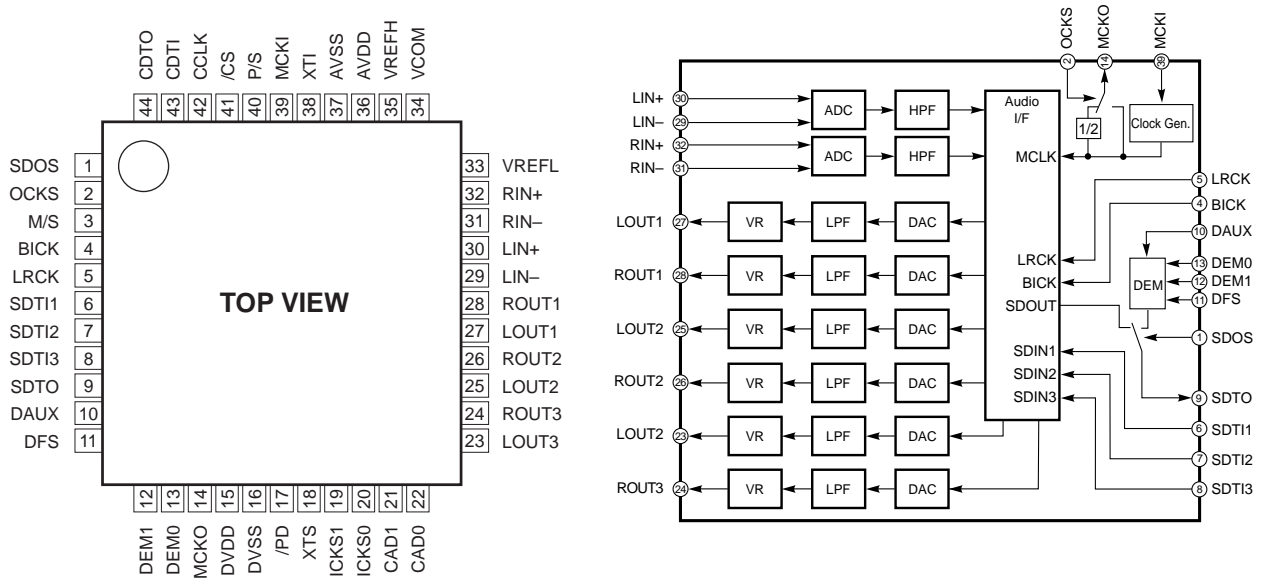 CDTO
CDTI
CCLK
/CS
P/S
MCKI
XTI
AVSS
AVDD
VREFH
VCOM
44 43 42 41 40 39 38 37 36 35 34
SDOS 1
OCKS 2
M/S 3
BICK 4
LRCK 5
SDTI1 6
SDTI2 7
SDTI3 8
SDTO 9
DAUX 10
DFS 11
TOP VIEW
33 VREFL
32 RIN+
31 RIN–
30 LIN+
29 LIN–
28 ROUT1
27 LOUT1
26 ROUT2
25 LOUT2
24 ROUT3
23 LOUT3
12 13 14 15 16 17 18 19 20 21 22
DEM1
DEM0
MCKO
DVDD
DVSS
/PD
XTS
ICKS1
ICKS0
CAD1
CAD0
OCKS
MCKO
MCKI
2 14 39
LIN+ 30
LIN– 29
RIN+ 32
RIN– 31
ADC HPF
ADC HPF
Audio
I/F
1/2
Clock Gen.
MCLK
5 LRCK
4 BICK
10 DAUX
13 DEM0
12 DEM1
11 DFS
DEM
1 SDOS
9 SDTO
6 SDTI1
7 SDTI2
8 SDTI3
LRCK
BICK
SDOUT
SDIN1
SDIN2
SDIN3
LOUT1 27 VR LPF DAC
ROUT1 28 VR LPF DAC
LOUT2 25 VR LPF DAC
ROUT2 26 VR LPF DAC
LOUT2 23 VR LPF DAC
ROUT3 24 VR LPF DAC